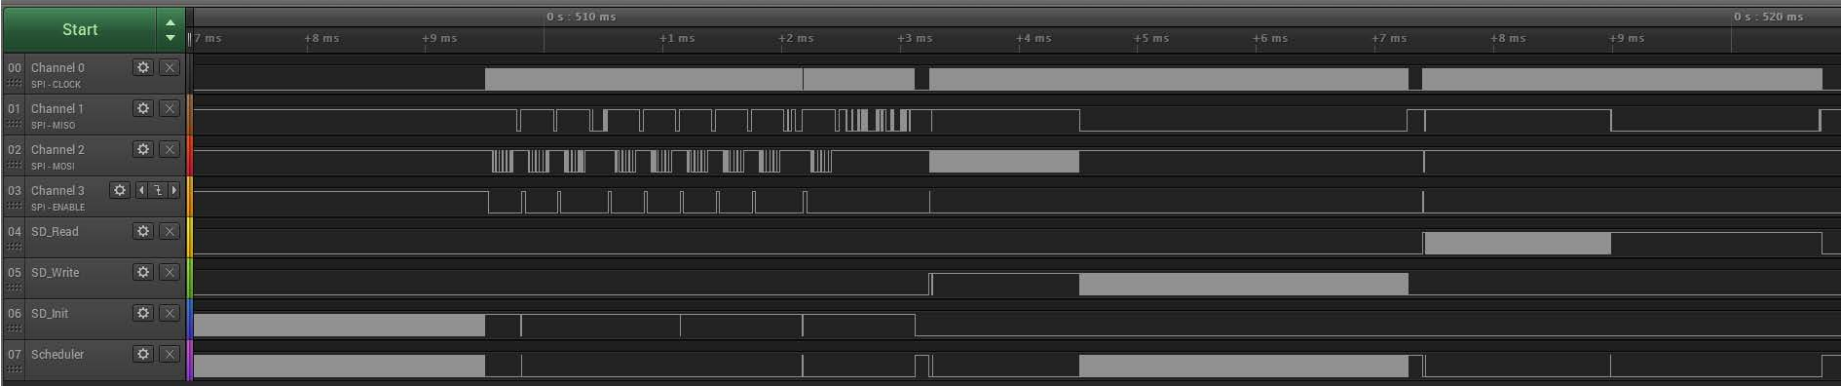 Start
0 s : 510 ms
0 s : 520 ms
7 ms
+8 ms
+9 ms
+1 ms
+2 ms
+3 ms
+4 ms
+5 ms
+6 ms
+7 ms
+8 ms
+9 ms
00 Channel 0
SPI - CLOCK
01 Channel 1
SPI - MISO
02 Channel 2
SPI - MOSI
03 Channel 3
SPI - ENABLE
04 SD_Read
05 SD_Write
06 SD_Init
07 Scheduler